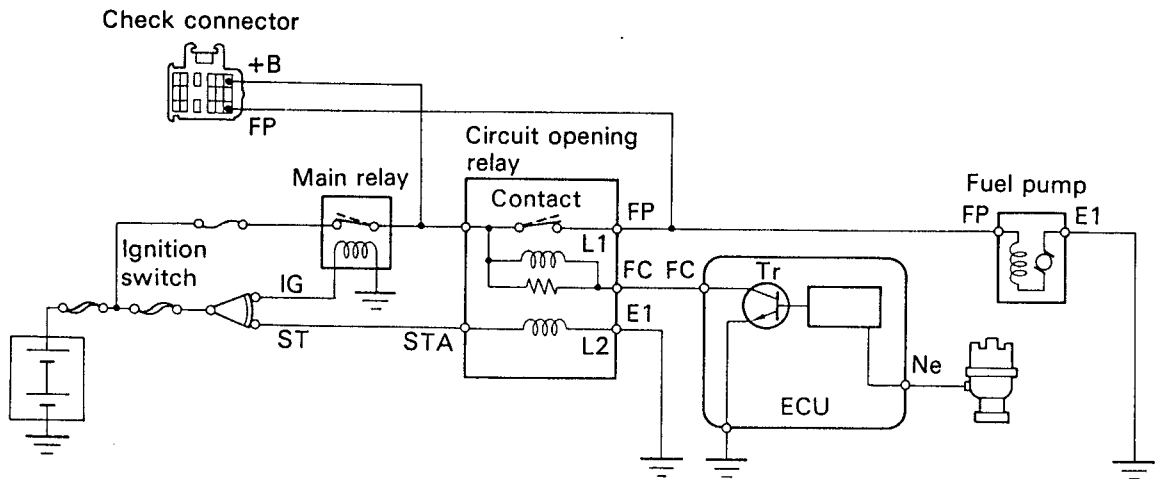 Check connector
+B
FP
Circuit opening
relay
Main relay
Contact
FP
Fuel pump
FP
E1
L1
Ignition
switch
IG
FC
FC
Tr
E1
ST
STA
L2
Ne
ECU